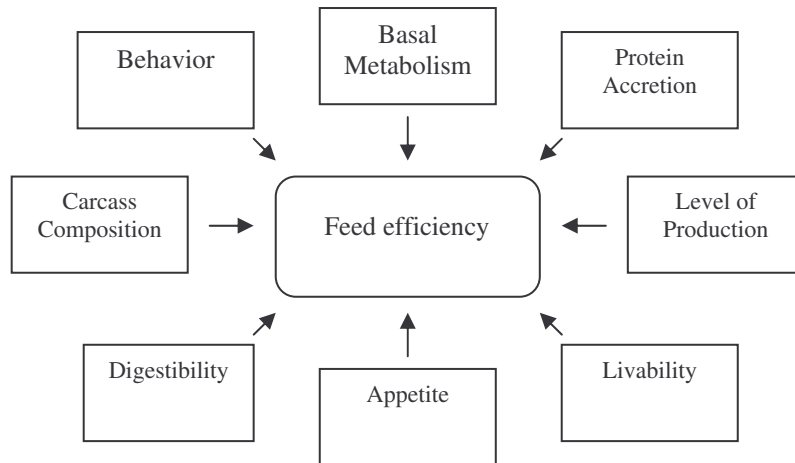 Behavior
Basal
Metabolism
Protein
Accretion
Carcass
Composition
Feed efficiency
Level of
Production
Digestibility
Appetite
Livability